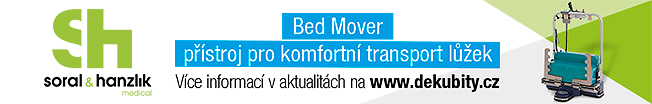 Sh
soral & hanzlík
medical
Bed Mover
přístroj pro komfortní transport lůžek
Více informací v aktualitách na www.dekubity.cz